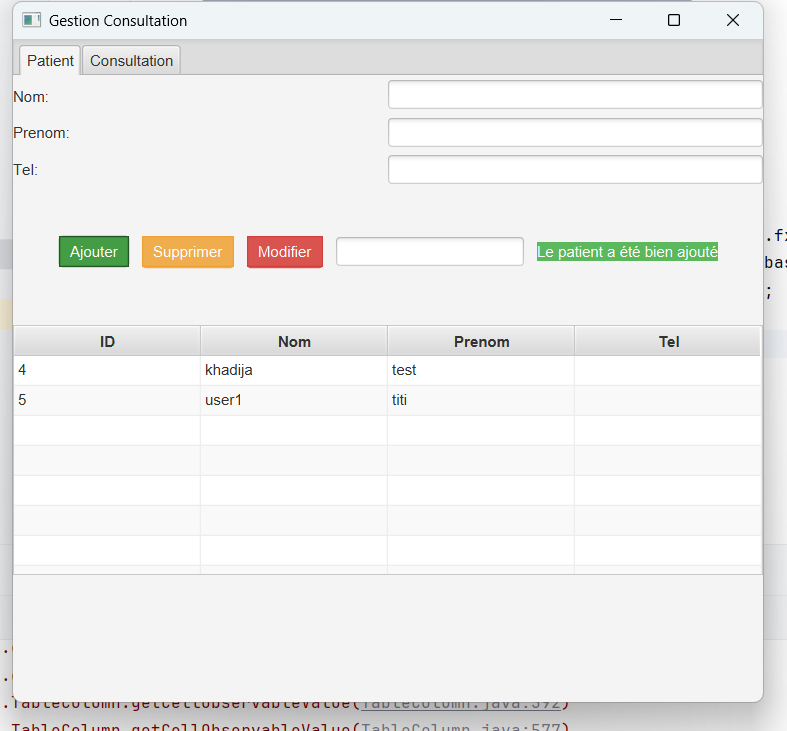 Gestion Consultation
Patient Consultation
Nom:
Prenom:
Tel:
.fx
Ajouter Supprimer Modifier Le patient a été bien ajouté
bas
;
ID Nom Prenom Tel
4 khadija test
5 user1 titi
.TableColumn.getCellObservableValue(TableColumn.java:592)
.TableColumn.getCellObservableValue(TableColumn.java:577)